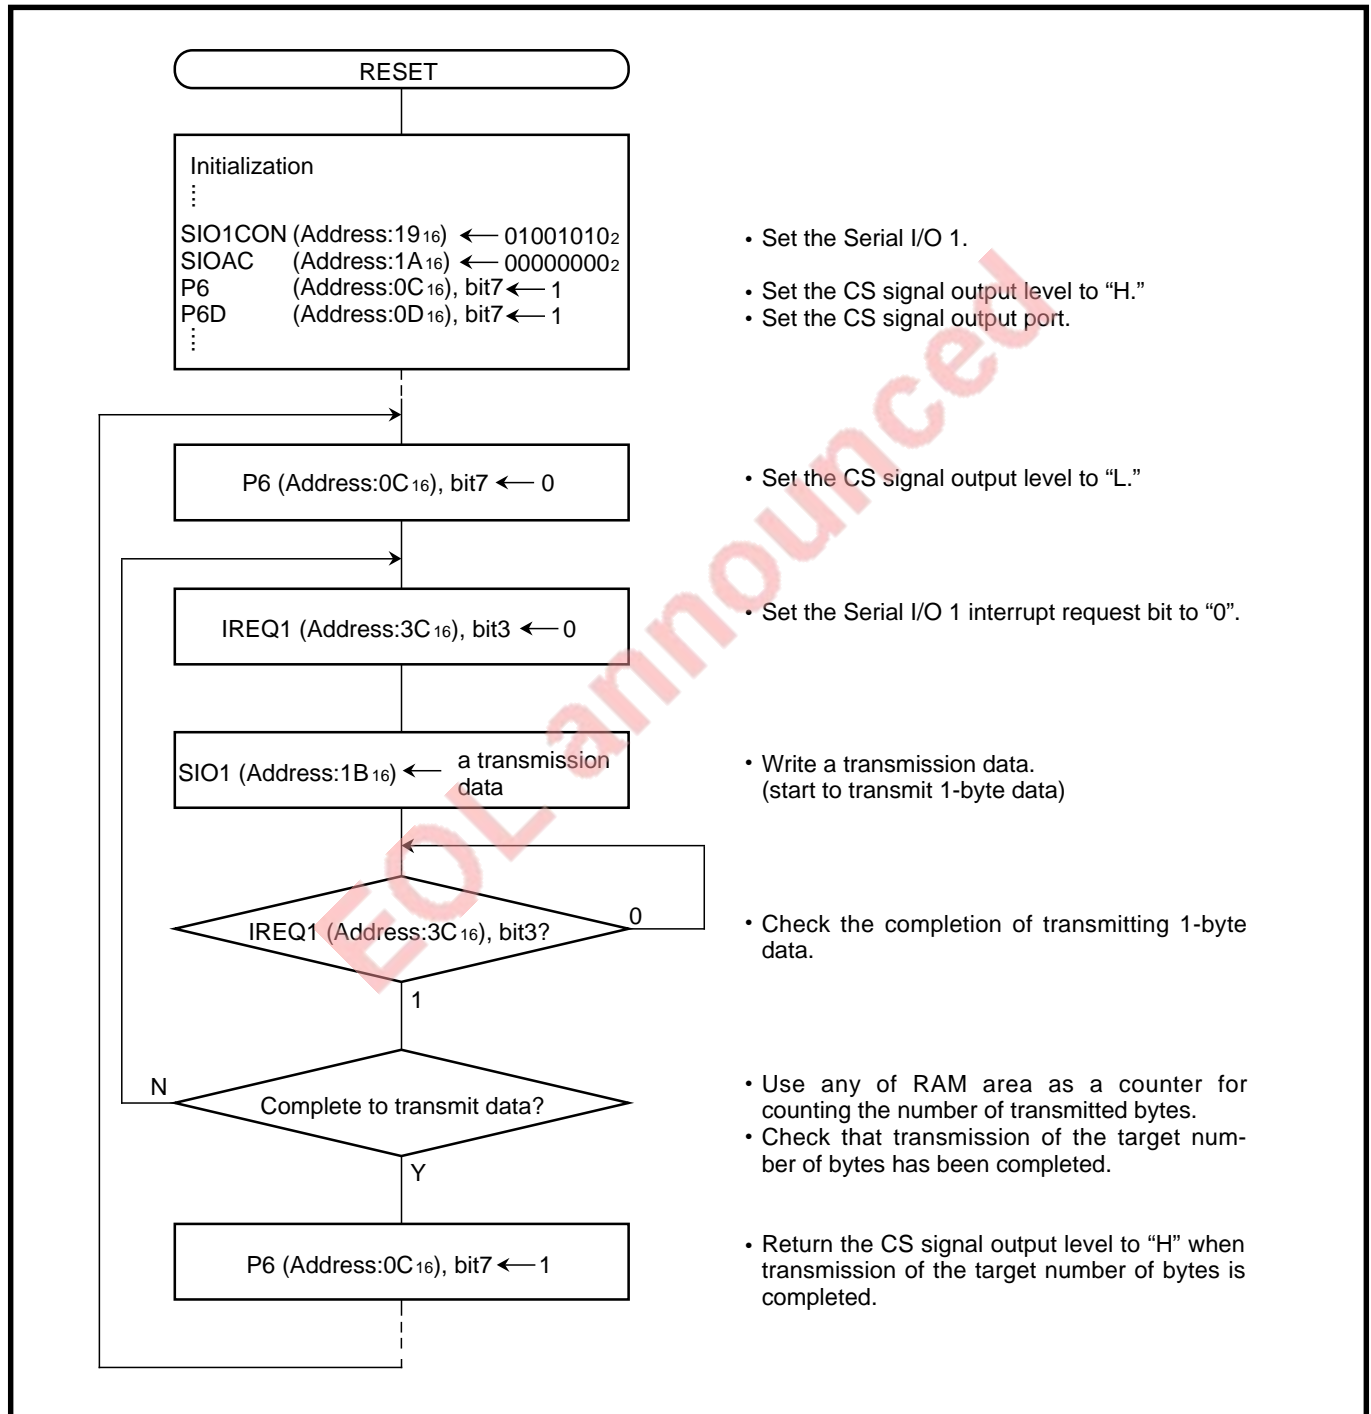 RESET
Initialization
⋮
SIO1CON (Address:19₁₆) ← 01001010₂
SIOAC (Address:1A₁₆) ← 00000000₂
P6 (Address:0C₁₆), bit7 ← 1
P6D (Address:0D₁₆), bit7 ← 1
⋮
• Set the Serial I/O 1.
• Set the CS signal output level to “H.”
• Set the CS signal output port.
P6 (Address:0C₁₆), bit7 ← 0
• Set the CS signal output level to “L.”
IREQ1 (Address:3C₁₆), bit3 ← 0
• Set the Serial I/O 1 interrupt request bit to “0”.
SIO1 (Address:1B₁₆) ← a transmission
data
• Write a transmission data.
(start to transmit 1-byte data)
IREQ1 (Address:3C₁₆), bit3?
0
1
• Check the completion of transmitting 1-byte
data.
Complete to transmit data?
N
Y
• Use any of RAM area as a counter for
counting the number of transmitted bytes.
• Check that transmission of the target num-
ber of bytes has been completed.
P6 (Address:0C₁₆), bit7 ← 1
• Return the CS signal output level to “H” when
transmission of the target number of bytes is
completed.
EOL announced